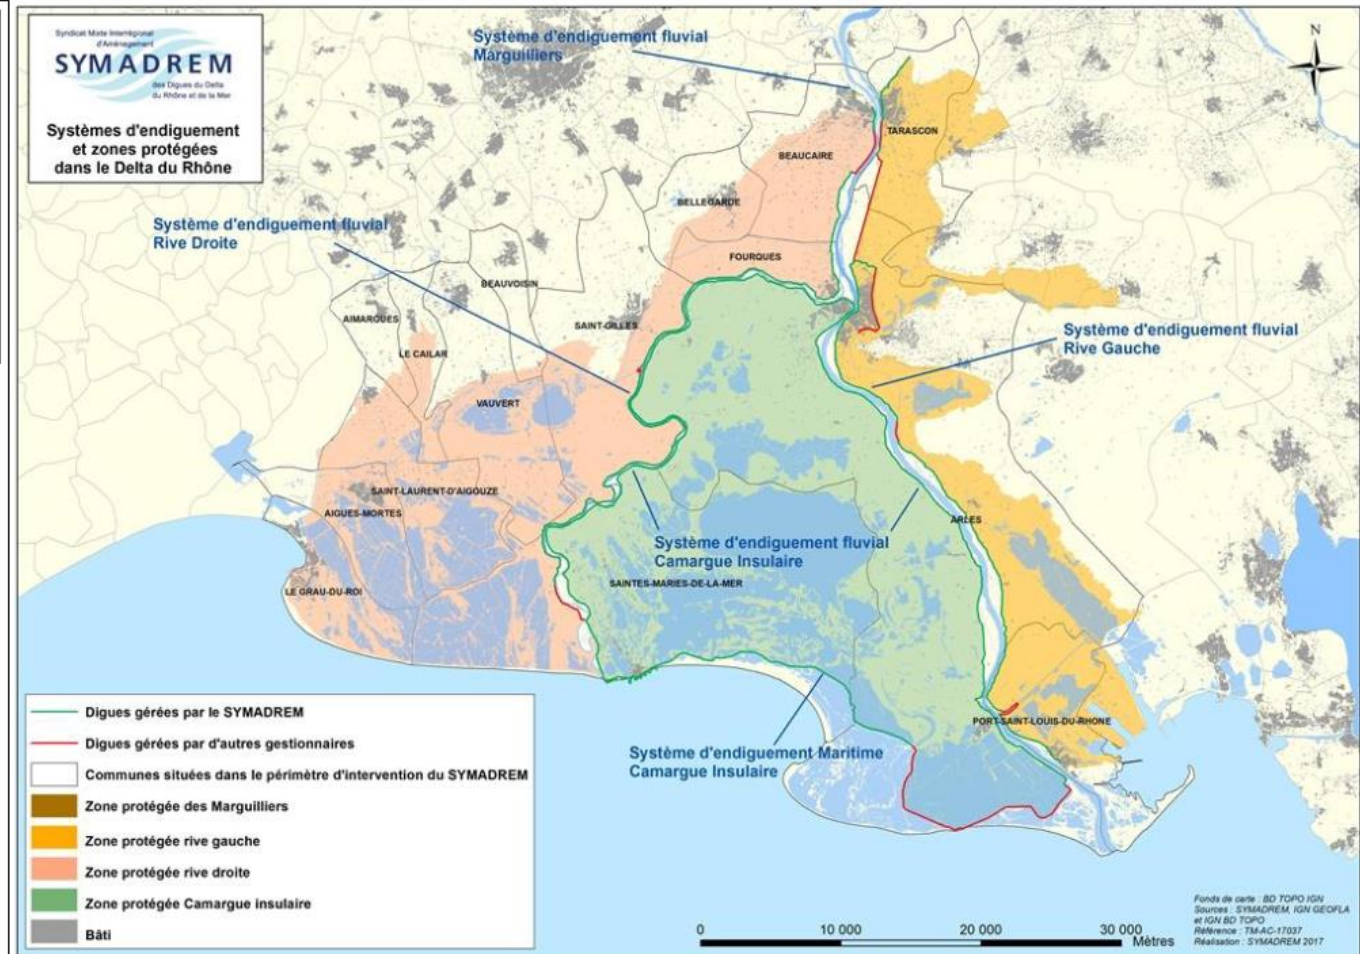 Syndicat Mixte Interrégional
d'Aménagement
SYMADREM
des Digues du Delta
du Rhône et de la Mer
Systèmes d'endiguement
et zones protégées
dans le Delta du Rhône
Système d'endiguement fluvial
Marguilliers
N
TARASCON
BEAUCAIRE
BELLEGARDE
Système d'endiguement fluvial
Rive Droite
FOURQUES
BEAUVOISIN
AIMARGUES
SAINT-GILLES
LE CAILAR
Système d'endiguement fluvial
Rive Gauche
VAUVERT
SAINT-LAURENT-D'AIGOUZE
AIGUES-MORTES
ARLES
Système d'endiguement fluvial
Camargue Insulaire
SAINTES-MARIES-DE-LA-MER
LE GRAU-DU-ROI
PORT-SAINT-LOUIS-DU-RHONE
Système d'endiguement Maritime
Camargue Insulaire
Digues gérées par le SYMADREM
Digues gérées par d'autres gestionnaires
Communes situées dans le périmètre d'intervention du SYMADREM
Zone protégée des Marguilliers
Zone protégée rive gauche
Zone protégée rive droite
Zone protégée Camargue insulaire
Bâti
0 10 000 20 000 30 000
Mètres
Fonds de carte : BD TOPO IGN
Sources : SYMADREM, IGN GEOFLA
et IGN BD TOPO
Référence : TM-AC-17037
Réalisation : SYMADREM 2017